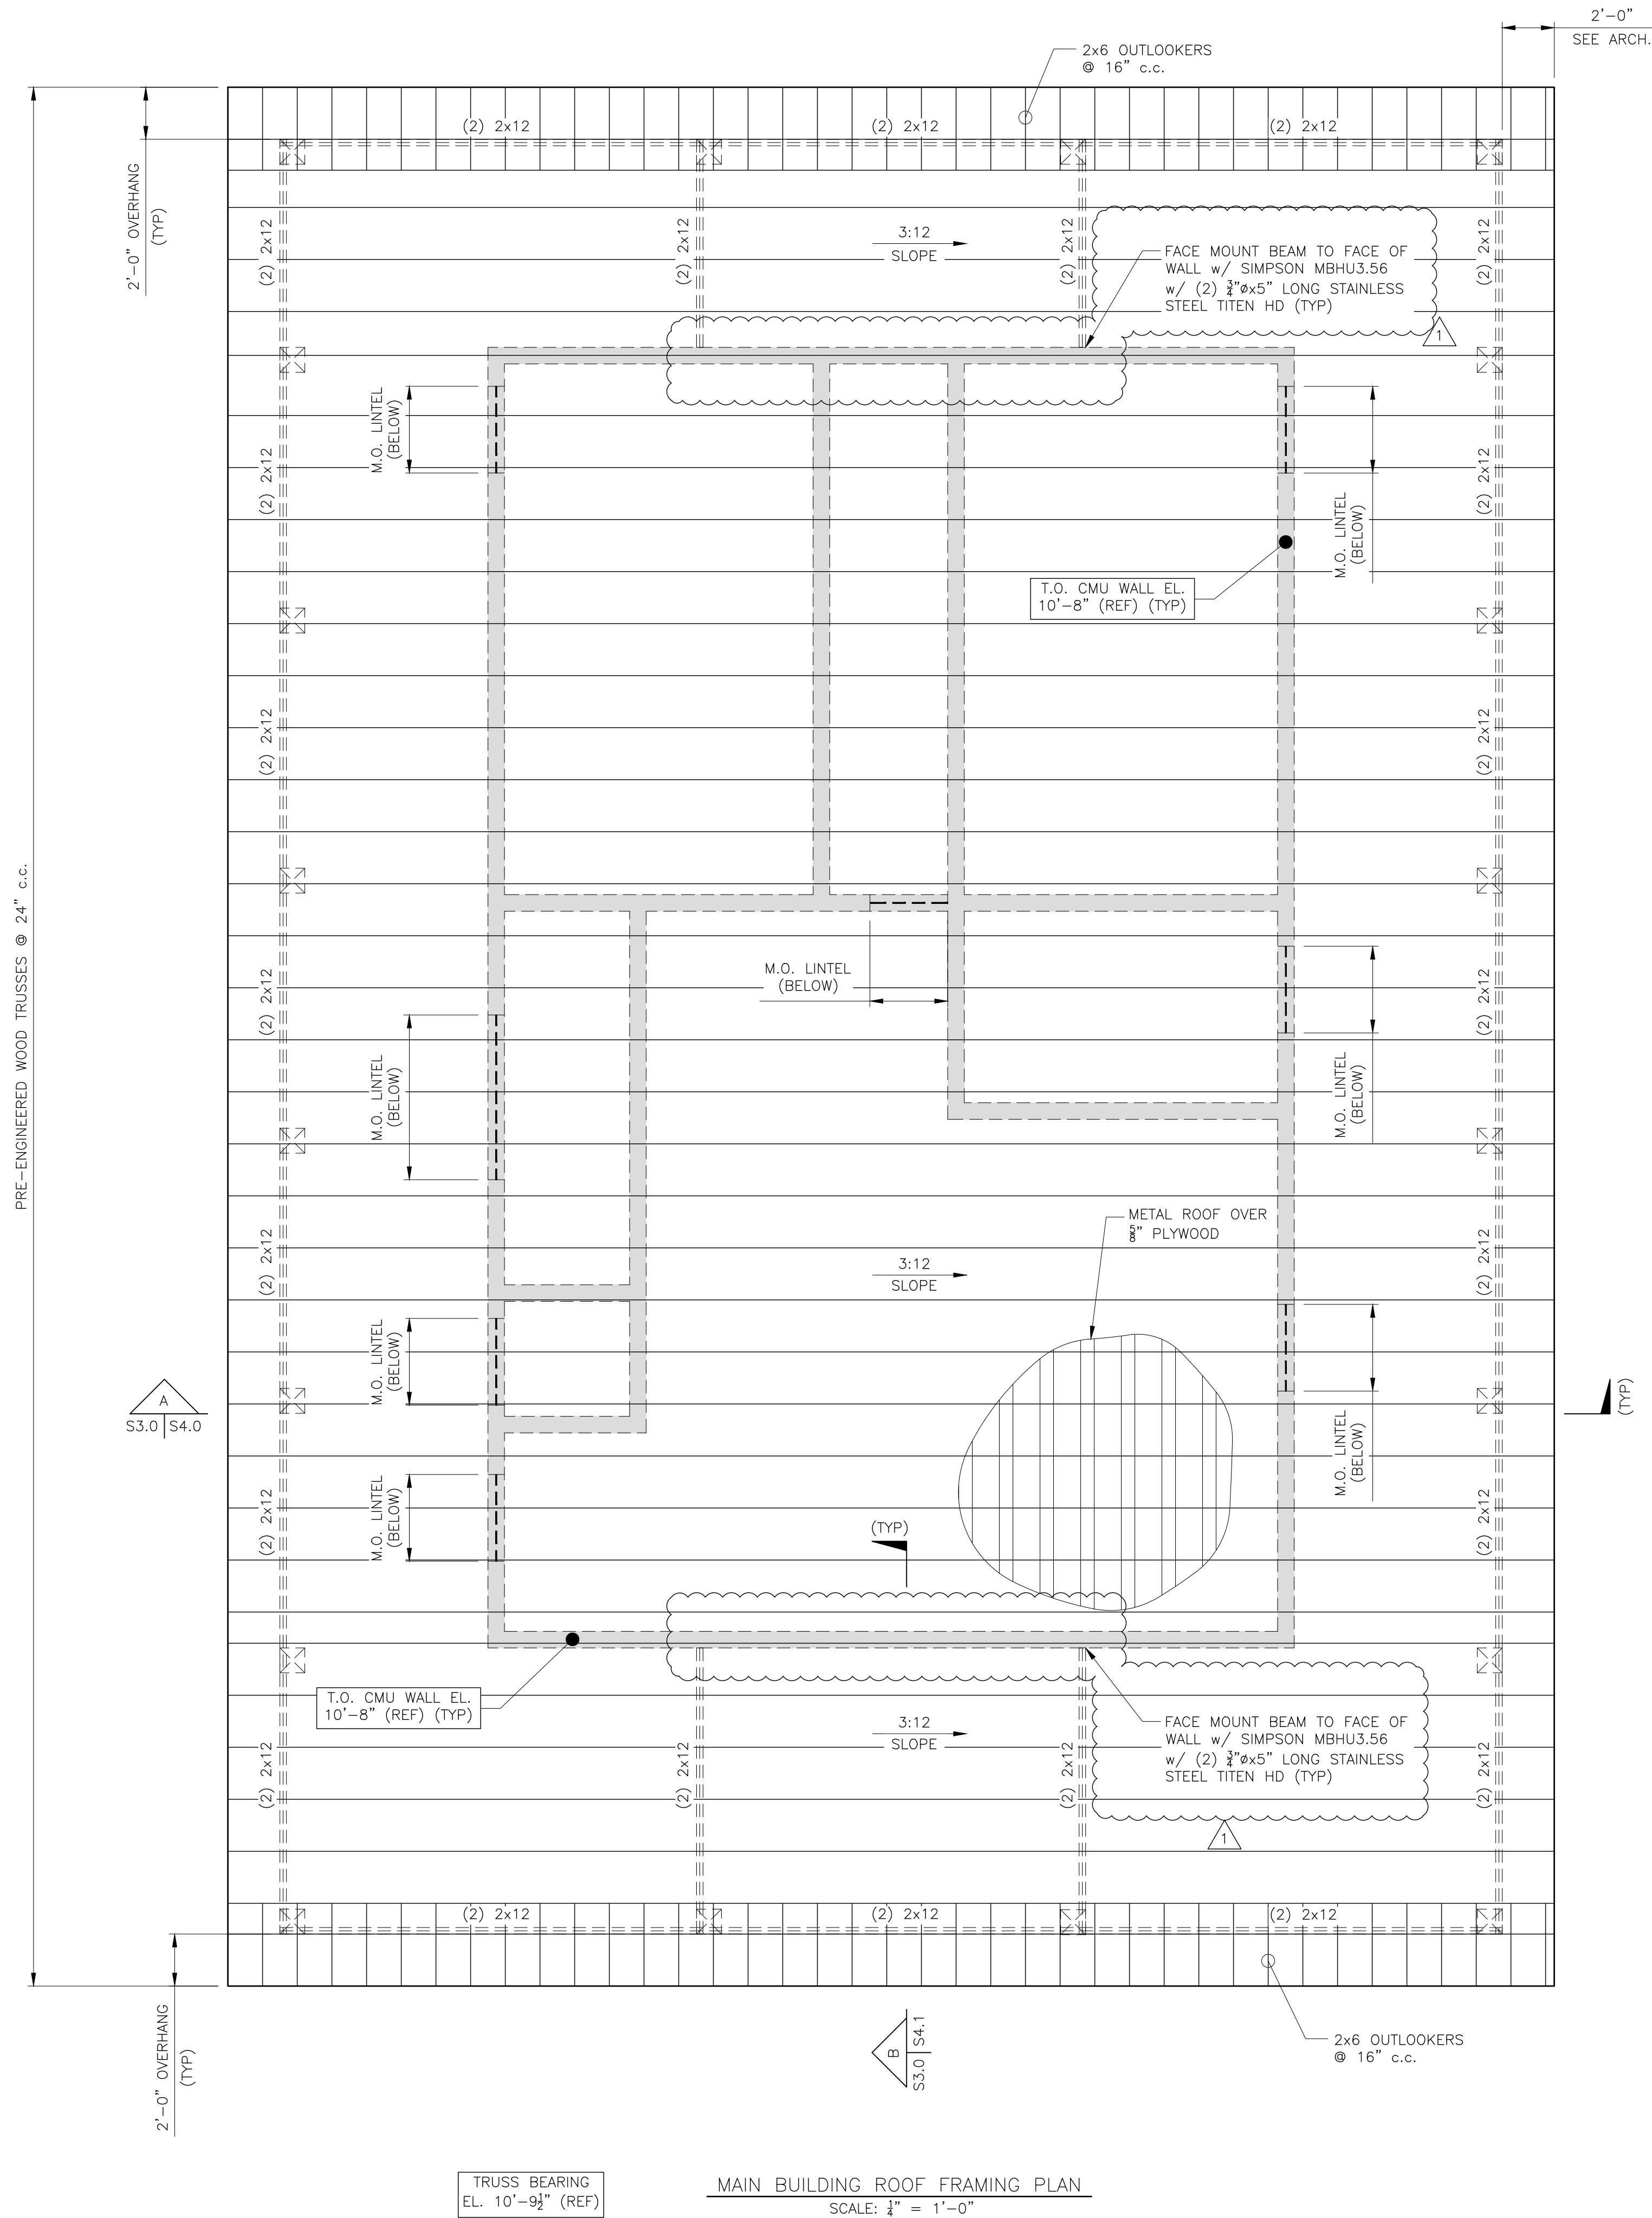 2'-0"
SEE ARCH.
2x6 OUTLOOKERS
@ 16" c.c.
(2) 2x12
(2) 2x12
(2) 2x12
2'-0" OVERHANG
(TYP)
(2) 2x12
(2) 2x12
(2) 2x12
(2) 2x12
3:12
SLOPE
FACE MOUNT BEAM TO FACE OF
WALL w/ SIMPSON MBHU3.56
w/ (2) 3/4"øx5" LONG STAINLESS
STEEL TITEN HD (TYP)
1
M.O. LINTEL
(BELOW)
(2) 2x12
(2) 2x12
M.O. LINTEL
(BELOW)
T.O. CMU WALL EL.
10'-8" (REF) (TYP)
(2) 2x12
(2) 2x12
PRE-ENGINEERED WOOD TRUSSES @ 24" c.c.
M.O. LINTEL
(BELOW)
(2) 2x12
(2) 2x12
M.O. LINTEL
(BELOW)
M.O. LINTEL
(BELOW)
METAL ROOF OVER
5/8" PLYWOOD
(2) 2x12
(2) 2x12
3:12
SLOPE
M.O. LINTEL
(BELOW)
A
S3.0 S4.0
(TYP)
M.O. LINTEL
(BELOW)
M.O. LINTEL
(BELOW)
(2) 2x12
(2) 2x12
(TYP)
T.O. CMU WALL EL.
10'-8" (REF) (TYP)
3:12
SLOPE
FACE MOUNT BEAM TO FACE OF
WALL w/ SIMPSON MBHU3.56
w/ (2) 3/4"øx5" LONG STAINLESS
STEEL TITEN HD (TYP)
(2) 2x12
(2) 2x12
(2) 2x12
(2) 2x12
1
(2) 2x12
(2) 2x12
(2) 2x12
2'-0" OVERHANG
(TYP)
B
S3.0 S4.1
2x6 OUTLOOKERS
@ 16" c.c.
TRUSS BEARING
EL. 10'-9 1/2" (REF)
MAIN BUILDING ROOF FRAMING PLAN
SCALE: 1/4" = 1'-0"